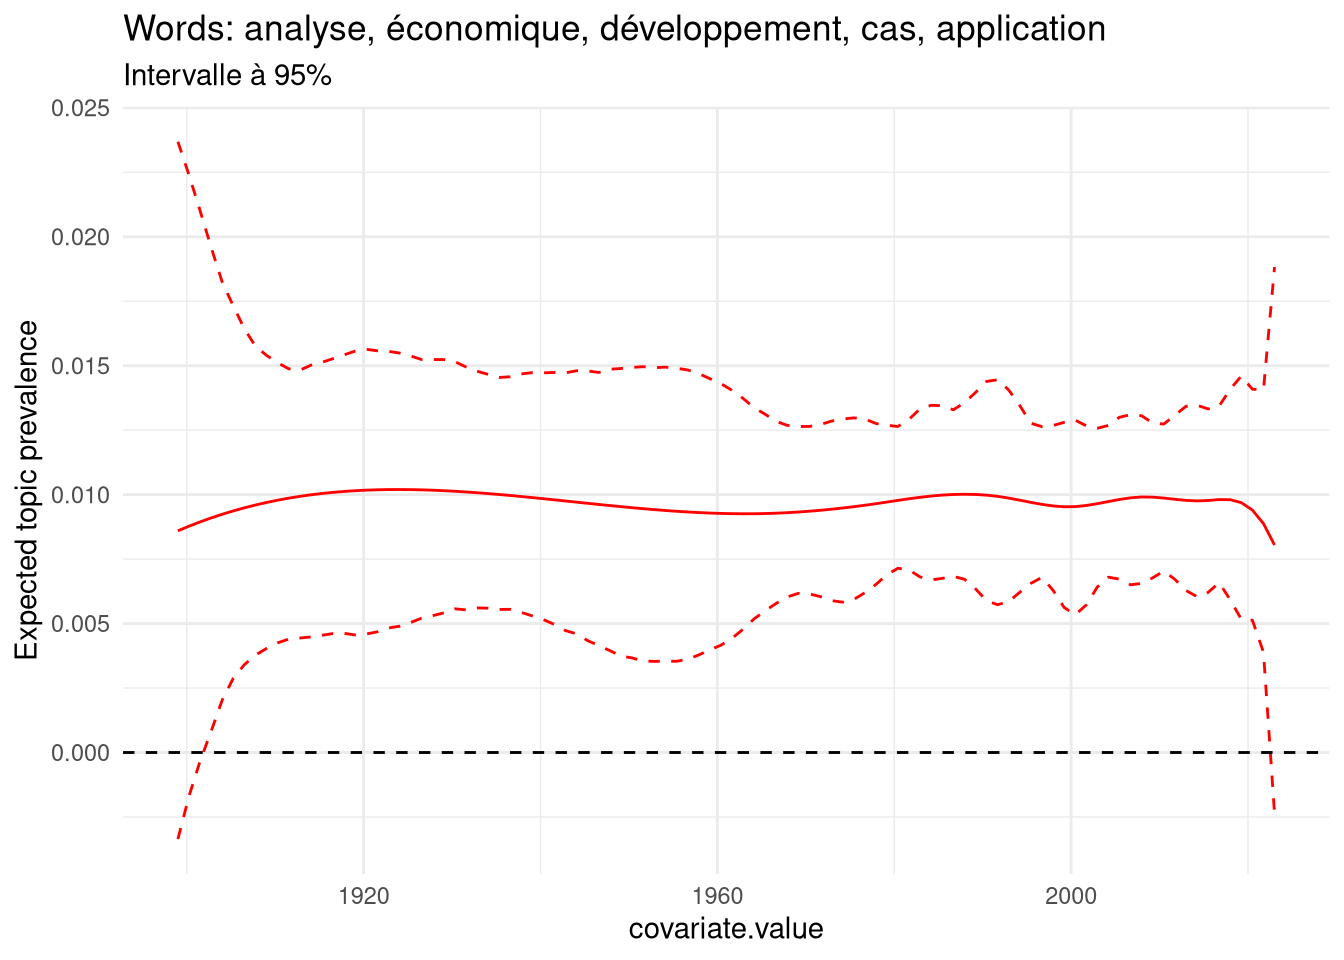 Words: analyse, économique, développement, cas, application
Intervalle à 95%
0.025
0.020
0.015
0.010
0.005
0.000
Expected topic prevalence
1920 1960 2000
covariate.value